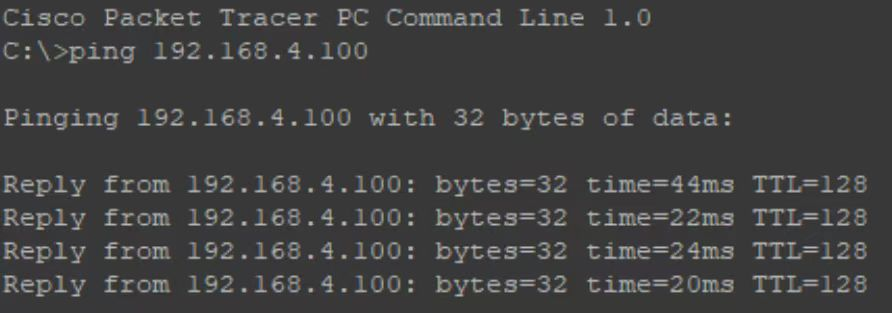 Cisco Packet Tracer PC Command Line 1.0
C:\>ping 192.168.4.100
Pinging 192.168.4.100 with 32 bytes of data:
Reply from 192.168.4.100: bytes=32 time=44ms TTL=128
Reply from 192.168.4.100: bytes=32 time=22ms TTL=128
Reply from 192.168.4.100: bytes=32 time=24ms TTL=128
Reply from 192.168.4.100: bytes=32 time=20ms TTL=128